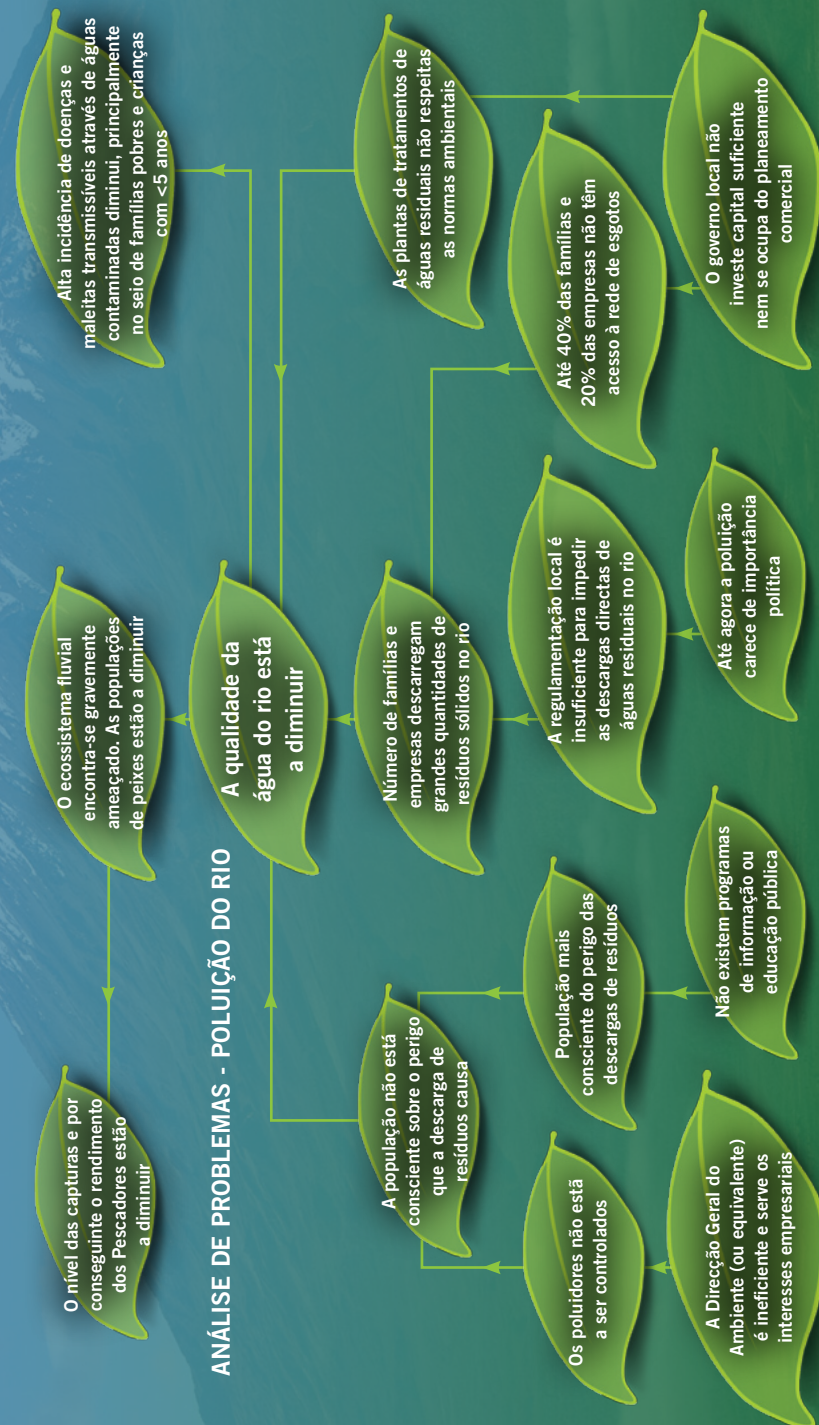 O nível das capturas e por
conseguinte o rendimento
dos Pescadores estão
a diminuir
O ecossistema fluvial
encontra-se gravemente
ameaçado. As populações
de peixes estão a diminuir
Alta incidência de doenças e
maleitas transmissíveis através de águas
contaminadas diminui, principalmente
no seio de famílias pobres e crianças
com <5 anos
ANÁLISE DE PROBLEMAS - POLUIÇÃO DO RIO
A qualidade da
água do rio está
a diminuir
A população não está
consciente sobre o perigo
que a descarga de
resíduos causa
Número de famílias e
empresas descarregam
grandes quantidades de
resíduos sólidos no rio
As plantas de tratamentos de
águas residuais não respeitas
as normas ambientais
Os poluidores não está
a ser controlados
População mais
consciente do perigo das
descargas de resíduos
A regulamentação local é
insuficiente para impedir
as descargas directas de
águas residuais no rio
Até 40% das famílias e
20% das empresas não têm
acesso à rede de esgotos
A Direcção Geral do
Ambiente (ou equivalente)
é ineficiente e serve os
interesses empresariais
Não existem programas
de informação ou
educação pública
Até agora a poluição
carece de importância
política
O governo local não
investe capital suficiente
nem se ocupa do planeamento
comercial